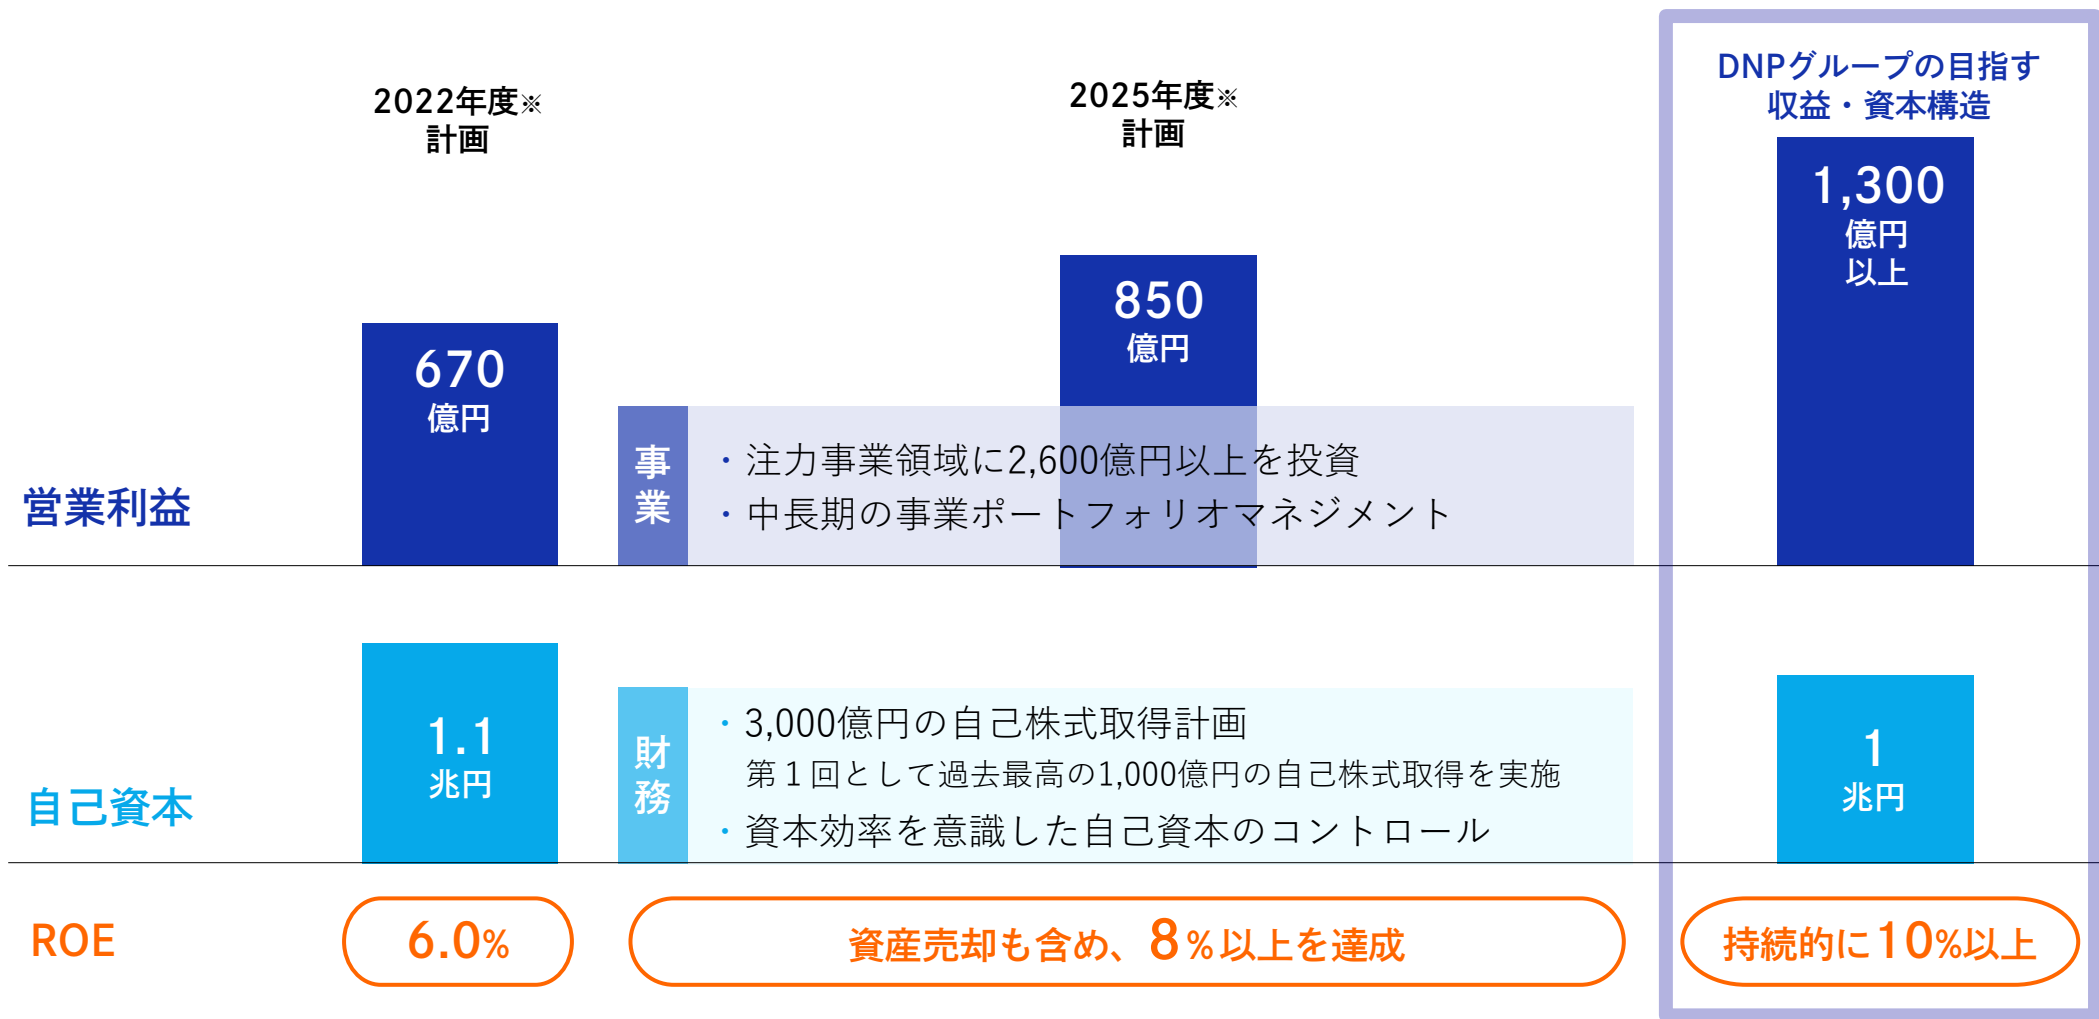 2022年度※
計画
2025年度※
計画
DNPグループの目指す
収益・資本構造
営業利益
670
億円
850
億円
1,300
億円
以上
事業
・注力事業領域に2,600億円以上を投資
・中長期の事業ポートフォリオマネジメント
自己資本
1.1
兆円
財務
・3,000億円の自己株式取得計画
第１回として過去最高の1,000億円の自己株式取得を実施
・資本効率を意識した自己資本のコントロール
1
兆円
ROE
6.0%
資産売却も含め、8％以上を達成
持続的に10%以上